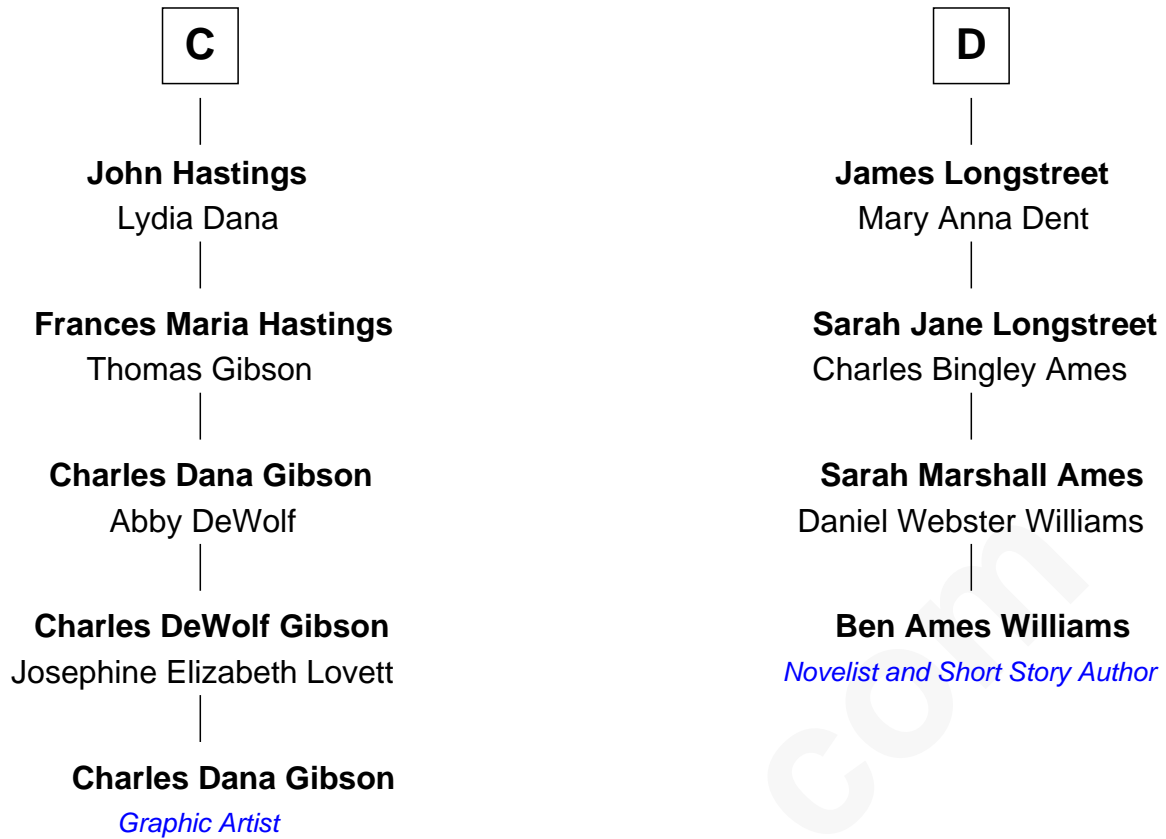 C
John Hastings
Lydia Dana
Frances Maria Hastings
Thomas Gibson
Charles Dana Gibson
Abby DeWolf
Charles DeWolf Gibson
Josephine Elizabeth Lovett
Charles Dana Gibson
Graphic Artist
D
James Longstreet
Mary Anna Dent
Sarah Jane Longstreet
Charles Bingley Ames
Sarah Marshall Ames
Daniel Webster Williams
Ben Ames Williams
Novelist and Short Story Author
com